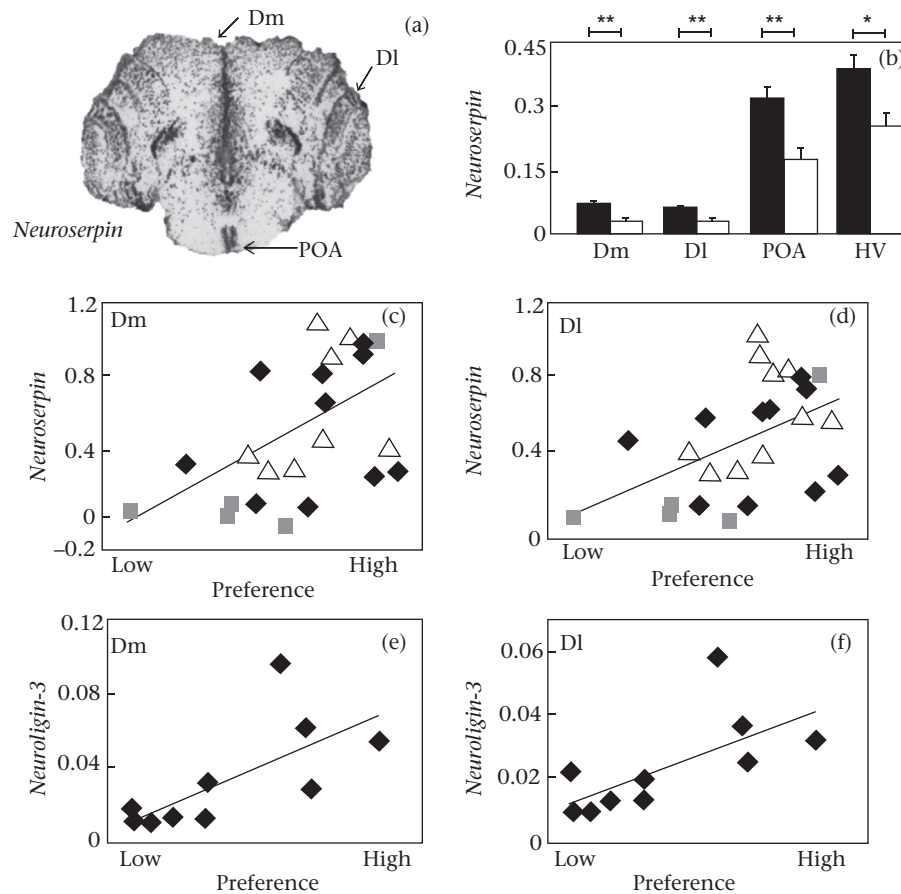 (a)
Dm
Dl
Neuroserpin
POA
** ** ** *
(b)
Neuroserpin
0.45
0.3
0.15
0
Dm Dl POA HV
(c)
Dm
Neuroserpin
1.2
0.8
0.4
0
–0.2
Low High
Preference
(d)
Dl
Neuroserpin
1.2
0.8
0.4
0
Low High
Preference
(e)
Dm
Neuroligin-3
0.12
0.08
0.04
0
Low High
Preference
(f)
Dl
Neuroligin-3
0.06
0.04
0.02
0
Low High
Preference